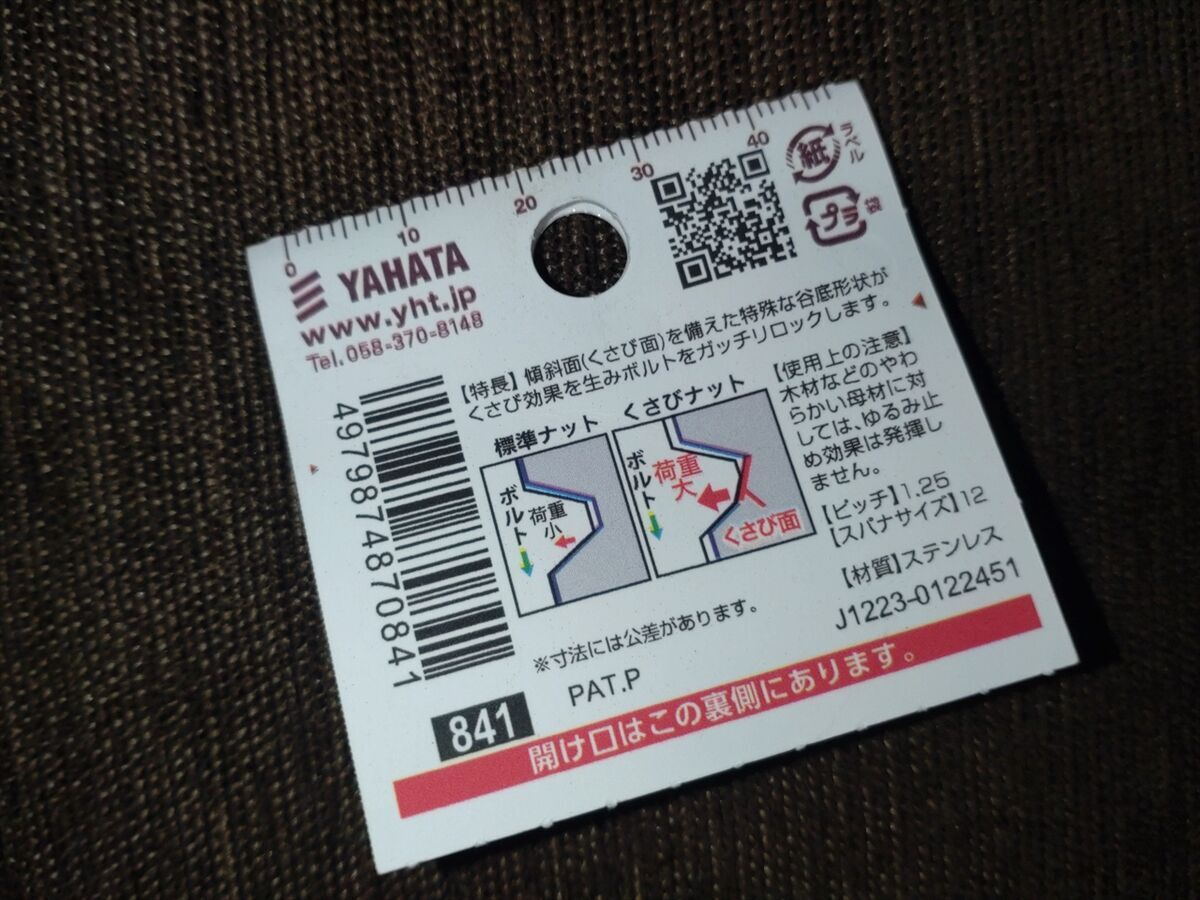 0 10 20 30 40
YAHATA
www.yht.jp
Tel.058-370-8148
紙
ラベル
プラ
袋
【特長】傾斜面(くさび面)を備えた特殊な谷底形状が
くさび効果を生みボルトをガッチリロックします。
4979874870841
標準ナット
ボルト
荷重
小
くさびナット
ボルト
荷重
大
くさび面
【使用上の注意】
木材などのやわ
らかい母材に対
しては、ゆるみ止
め効果は発揮し
ません。
【ピッチ】1.25
【スパナサイズ】12
【材質】ステンレス
J1223-0122451
※寸法には公差があります。
PAT.P
841
開け口はこの裏側にあります。